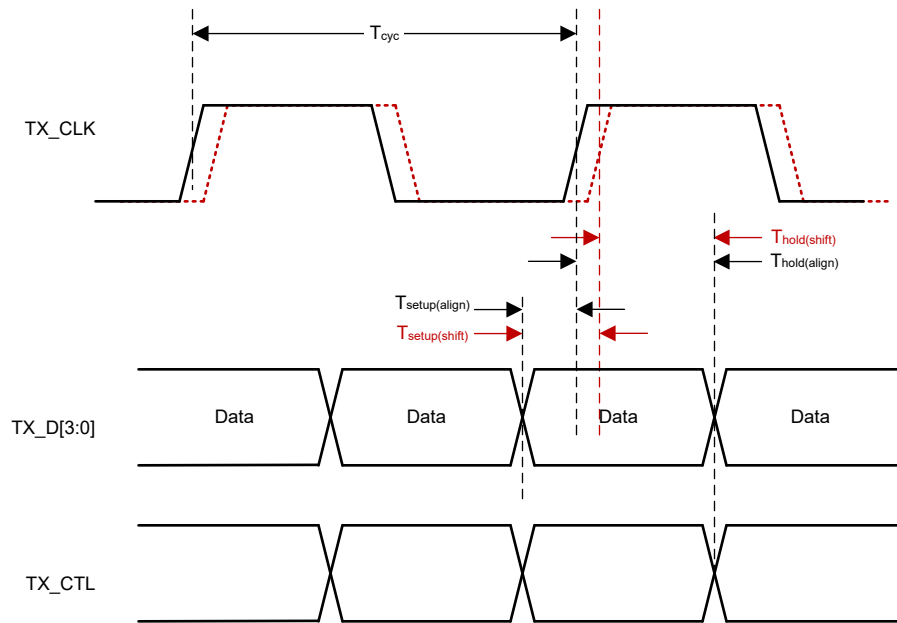 Tcyc
TX_CLK
Thold(shift)
Thold(align)
Tsetup(align)
Tsetup(shift)
TX_D[3:0]
Data
Data
Data
Data
TX_CTL